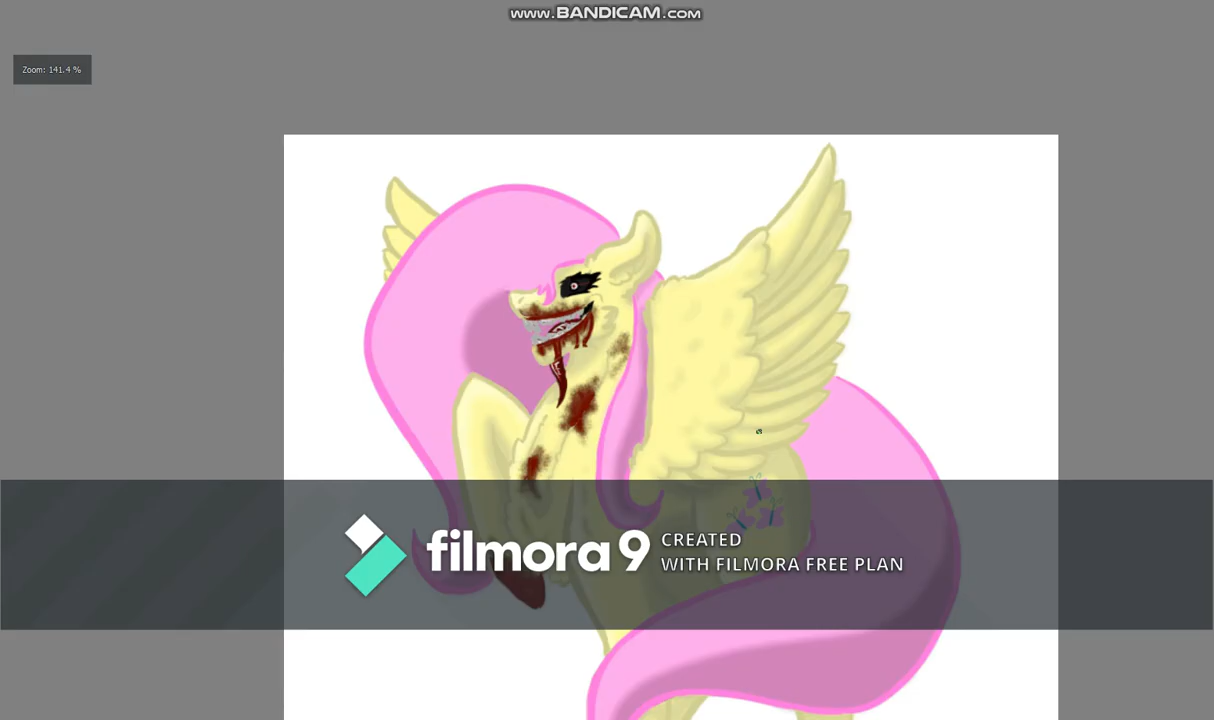 www.BANDICAM.com
Zoom: 141.4 %
filmora 9
CREATED
WITH FILMORA FREE PLAN